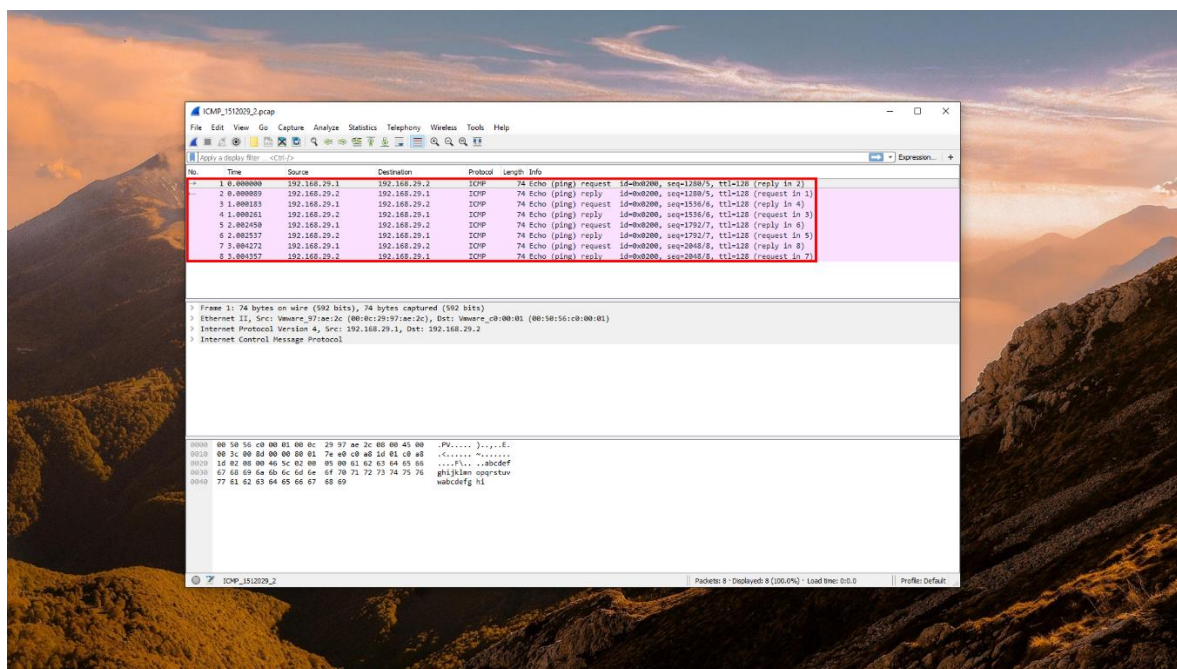 ICMP_1512029_2.pcap
File Edit View Go Capture Analyze Statistics Telephony Wireless Tools Help
Apply a display filter ... <Ctrl-/> Expression... +
No. Time Source Destination Protocol Length Info
1 0.000000 192.168.29.1 192.168.29.2 ICMP 74 Echo (ping) request id=0x0200, seq=1280/5, ttl=128 (reply in 2)
2 0.000089 192.168.29.2 192.168.29.1 ICMP 74 Echo (ping) reply id=0x0200, seq=1280/5, ttl=128 (request in 1)
3 1.000183 192.168.29.1 192.168.29.2 ICMP 74 Echo (ping) request id=0x0200, seq=1536/6, ttl=128 (reply in 4)
4 1.000261 192.168.29.2 192.168.29.1 ICMP 74 Echo (ping) reply id=0x0200, seq=1536/6, ttl=128 (request in 3)
5 2.002450 192.168.29.1 192.168.29.2 ICMP 74 Echo (ping) request id=0x0200, seq=1792/7, ttl=128 (reply in 6)
6 2.002537 192.168.29.2 192.168.29.1 ICMP 74 Echo (ping) reply id=0x0200, seq=1792/7, ttl=128 (request in 5)
7 3.004272 192.168.29.1 192.168.29.2 ICMP 74 Echo (ping) request id=0x0200, seq=2048/8, ttl=128 (reply in 8)
8 3.004357 192.168.29.2 192.168.29.1 ICMP 74 Echo (ping) reply id=0x0200, seq=2048/8, ttl=128 (request in 7)
> Frame 1: 74 bytes on wire (592 bits), 74 bytes captured (592 bits)
> Ethernet II, Src: Vmware_97:ae:2c (00:0c:29:97:ae:2c), Dst: Vmware_c0:00:01 (00:50:56:c0:00:01)
> Internet Protocol Version 4, Src: 192.168.29.1, Dst: 192.168.29.2
> Internet Control Message Protocol
0000 00 50 56 c0 00 01 00 0c 29 97 ae 2c 08 00 45 00 .PV..... )..,..E.
0010 00 3c 00 8d 00 00 80 01 7e e0 c0 a8 1d 01 c0 a8 .<...... ~.......
0020 1d 02 08 00 46 5c 02 00 05 00 61 62 63 64 65 66 ....F\.. ..abcdef
0030 67 68 69 6a 6b 6c 6d 6e 6f 70 71 72 73 74 75 76 ghijklmn opqrstuv
0040 77 61 62 63 64 65 66 67 68 69 wabcdefg hi
ICMP_1512029_2 Packets: 8 · Displayed: 8 (100.0%) · Load time: 0:0.0 Profile: Default